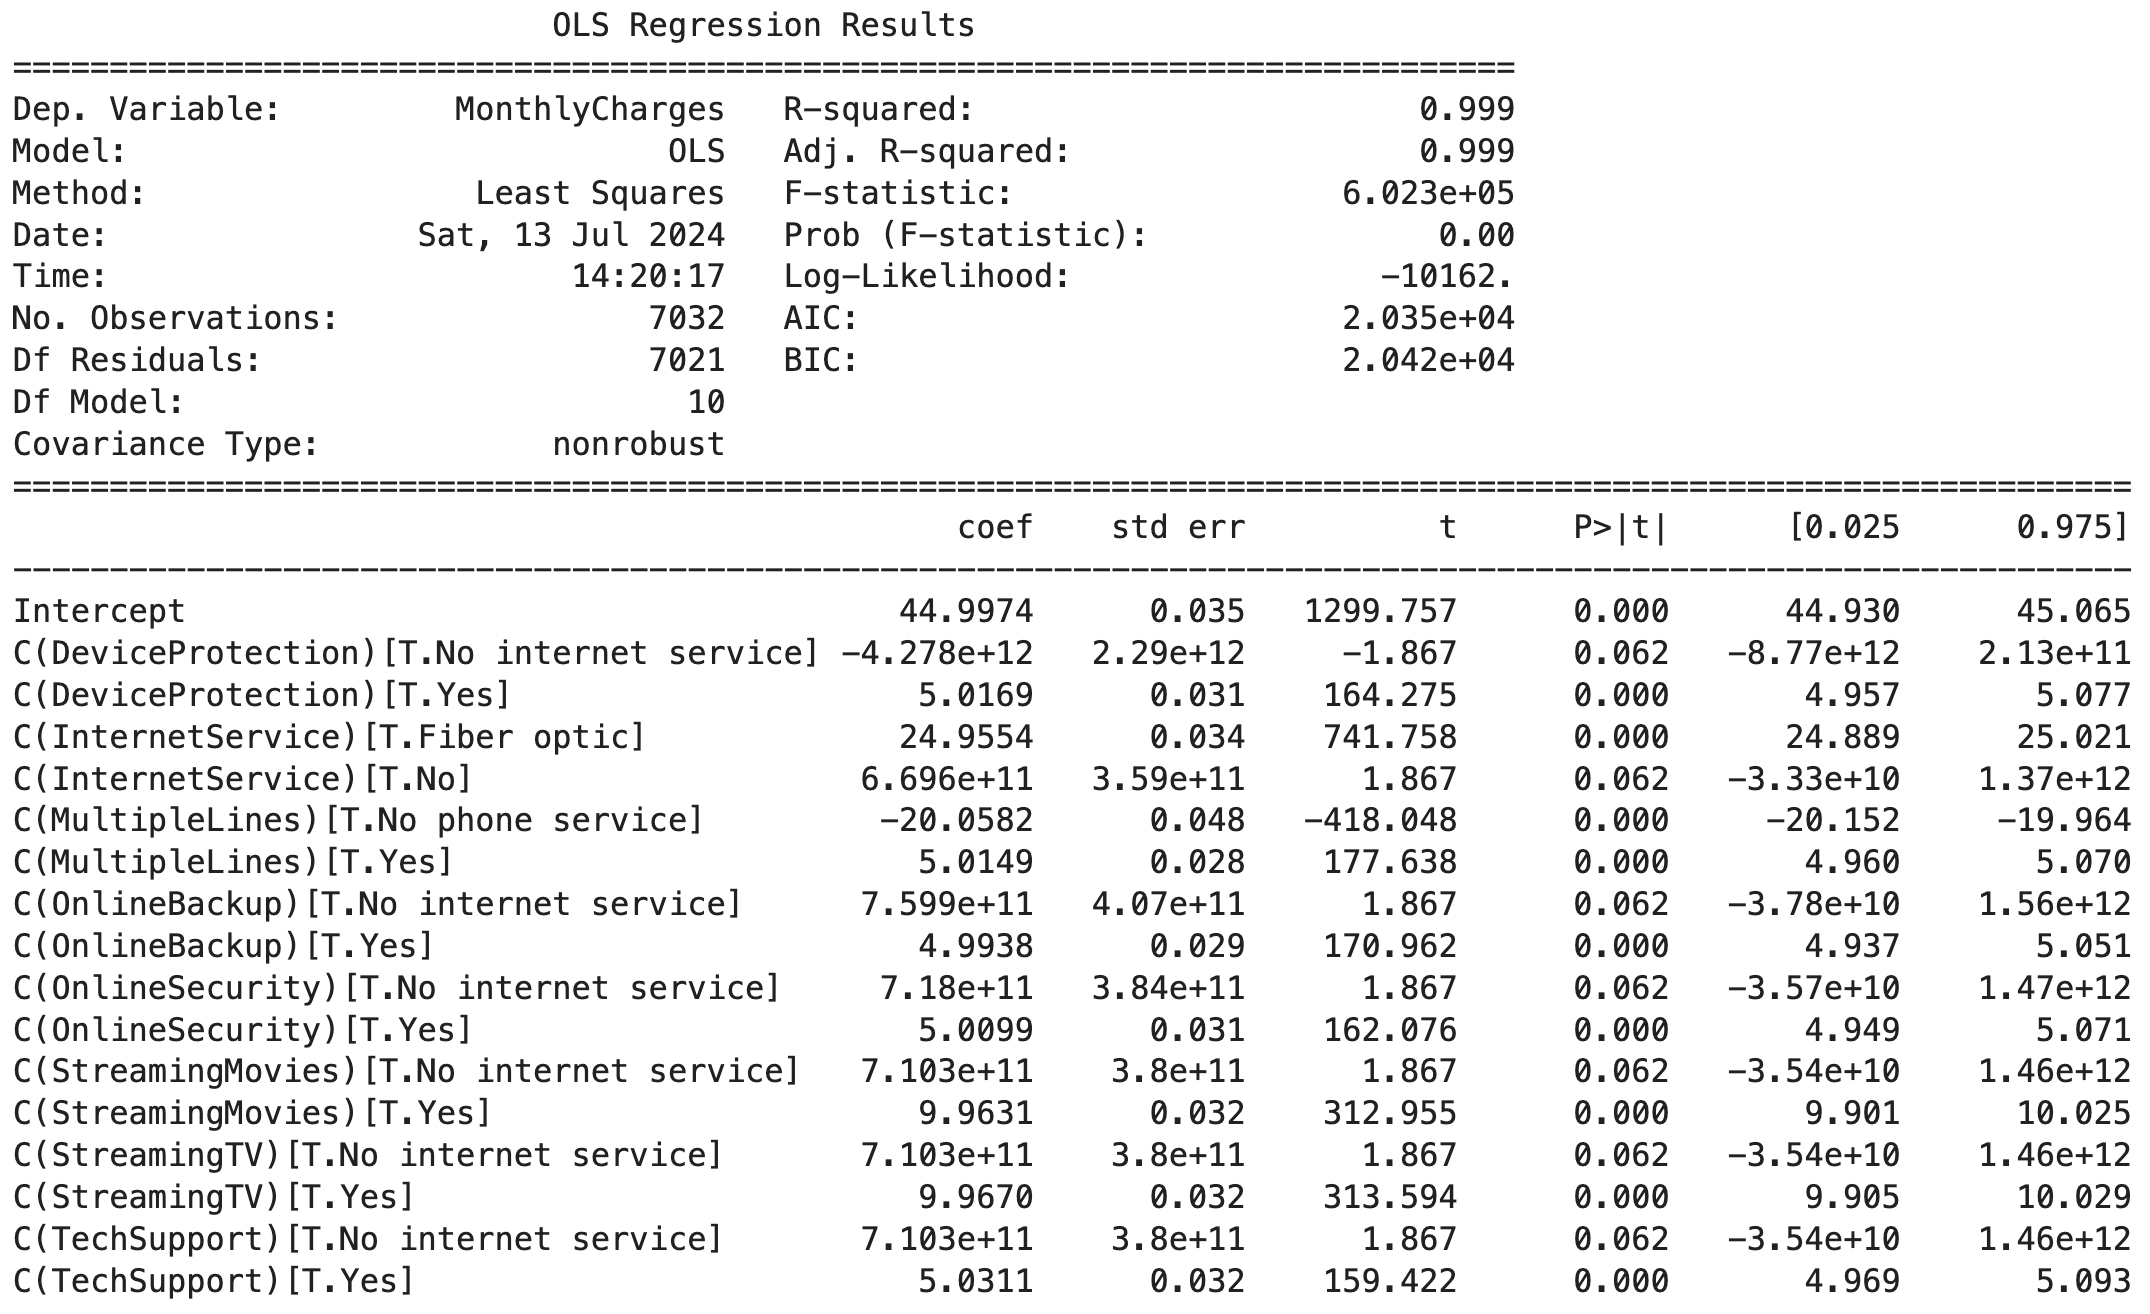 OLS Regression Results
==============================================================================
Dep. Variable: MonthlyCharges R-squared: 0.999
Model: OLS Adj. R-squared: 0.999
Method: Least Squares F-statistic: 6.023e+05
Date: Sat, 13 Jul 2024 Prob (F-statistic): 0.00
Time: 14:20:17 Log-Likelihood: -10162.
No. Observations: 7032 AIC: 2.035e+04
Df Residuals: 7021 BIC: 2.042e+04
Df Model: 10
Covariance Type: nonrobust
==============================================================================================================
coef std err t P>|t| [0.025 0.975]
--------------------------------------------------------------------------------------------------------------
Intercept 44.9974 0.035 1299.757 0.000 44.930 45.065
C(DeviceProtection)[T.No internet service] -4.278e+12 2.29e+12 -1.867 0.062 -8.77e+12 2.13e+11
C(DeviceProtection)[T.Yes] 5.0169 0.031 164.275 0.000 4.957 5.077
C(InternetService)[T.Fiber optic] 24.9554 0.034 741.758 0.000 24.889 25.021
C(InternetService)[T.No] 6.696e+11 3.59e+11 1.867 0.062 -3.33e+10 1.37e+12
C(MultipleLines)[T.No phone service] -20.0582 0.048 -418.048 0.000 -20.152 -19.964
C(MultipleLines)[T.Yes] 5.0149 0.028 177.638 0.000 4.960 5.070
C(OnlineBackup)[T.No internet service] 7.599e+11 4.07e+11 1.867 0.062 -3.78e+10 1.56e+12
C(OnlineBackup)[T.Yes] 4.9938 0.029 170.962 0.000 4.937 5.051
C(OnlineSecurity)[T.No internet service] 7.18e+11 3.84e+11 1.867 0.062 -3.57e+10 1.47e+12
C(OnlineSecurity)[T.Yes] 5.0099 0.031 162.076 0.000 4.949 5.071
C(StreamingMovies)[T.No internet service] 7.103e+11 3.8e+11 1.867 0.062 -3.54e+10 1.46e+12
C(StreamingMovies)[T.Yes] 9.9631 0.032 312.955 0.000 9.901 10.025
C(StreamingTV)[T.No internet service] 7.103e+11 3.8e+11 1.867 0.062 -3.54e+10 1.46e+12
C(StreamingTV)[T.Yes] 9.9670 0.032 313.594 0.000 9.905 10.029
C(TechSupport)[T.No internet service] 7.103e+11 3.8e+11 1.867 0.062 -3.54e+10 1.46e+12
C(TechSupport)[T.Yes] 5.0311 0.032 159.422 0.000 4.969 5.093